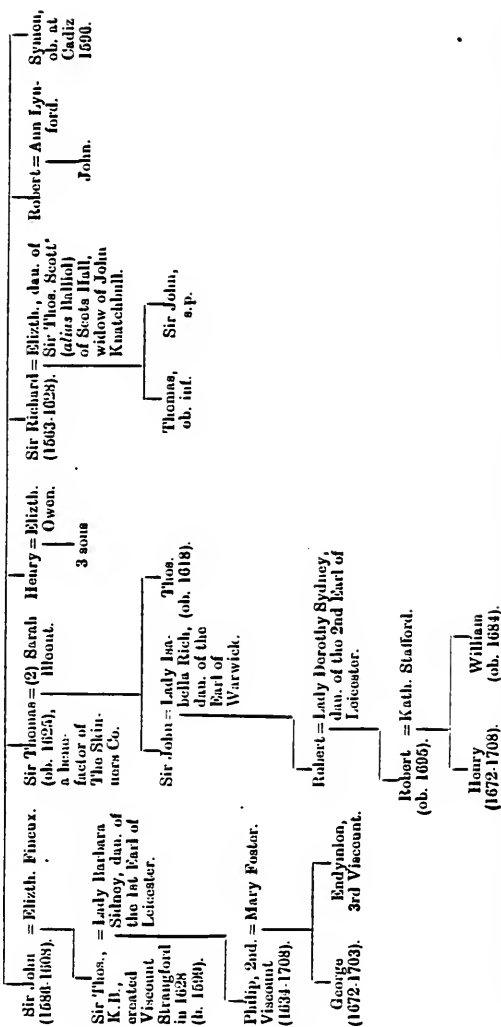 Sir John = Elizth. Fineux.
(1586-1608).
Sir Thomas = (2) Sarah
(ob. 1625), Blount.
a bene-
factor of
The Skin-
ners Co.
Henry = Elizth.
Owen.
3 sons
Sir Richard = Elizth., dau. of
(1563-1628). Sir Thos. Scott
(alias Balliol)
of Scots Hall,
widow of John
Knatchbull.
Robert = Ann Lyn-
ford.
John.
Symon,
ob. at
Cadiz
1596.
Sir Thos., = Lady Barbara
K.B., Sidney, dau. of
created the 1st Earl of
Viscount Leicester.
Strangford
in 1628
(b. 1599).
Sir John = Lady Isa-
bella Rich,
dau. of the
Earl of
Warwick.
Thos.
(ob. 1618).
Thomas,
ob. inf.
Sir John,
s.p.
Philip, 2nd. = Mary Foster.
Viscount
(1634-1708).
Robert = Lady Dorothy Sydney,
dau. of the 2nd Earl of
Leicester.
George
(1672-1703).
Endymion,
3rd Viscount.
Robert = Kath. Stafford.
(ob. 1695).
Henry
(1672-1708).
William
(ob. 1684).